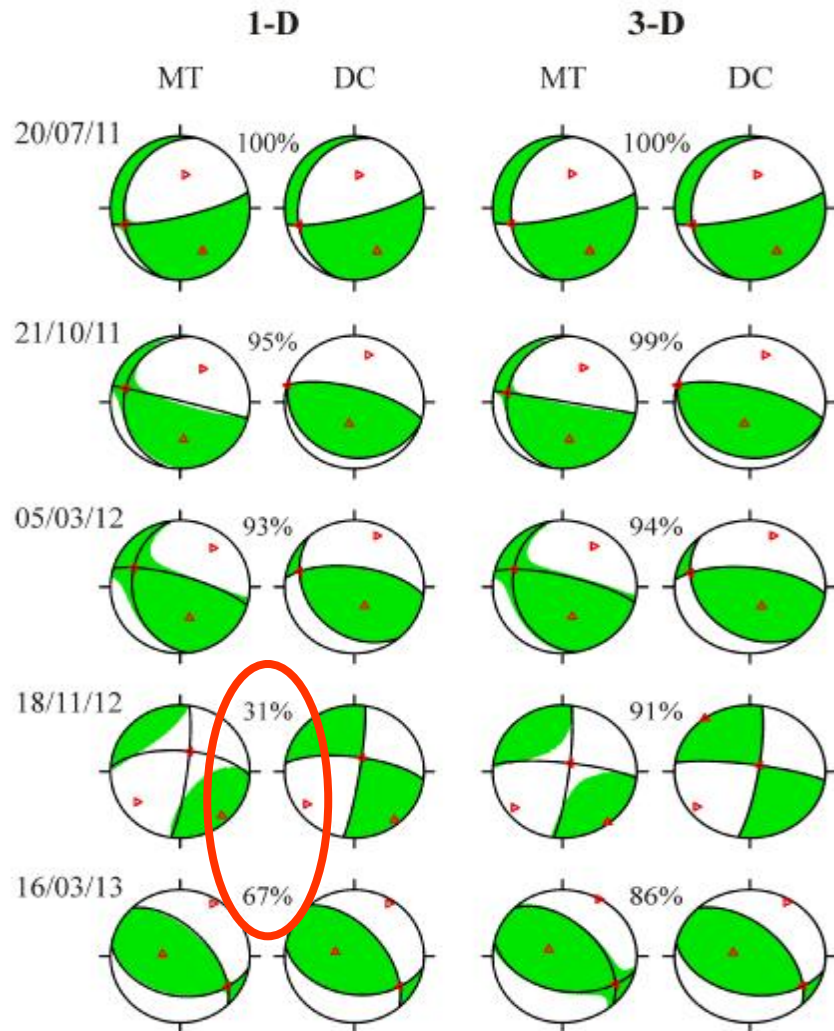 1-D 3-D
MT DC MT DC
20/07/11 100% 100%
21/10/11 95% 99%
05/03/12 93% 94%
18/11/12 31% 91%
16/03/13 67% 86%